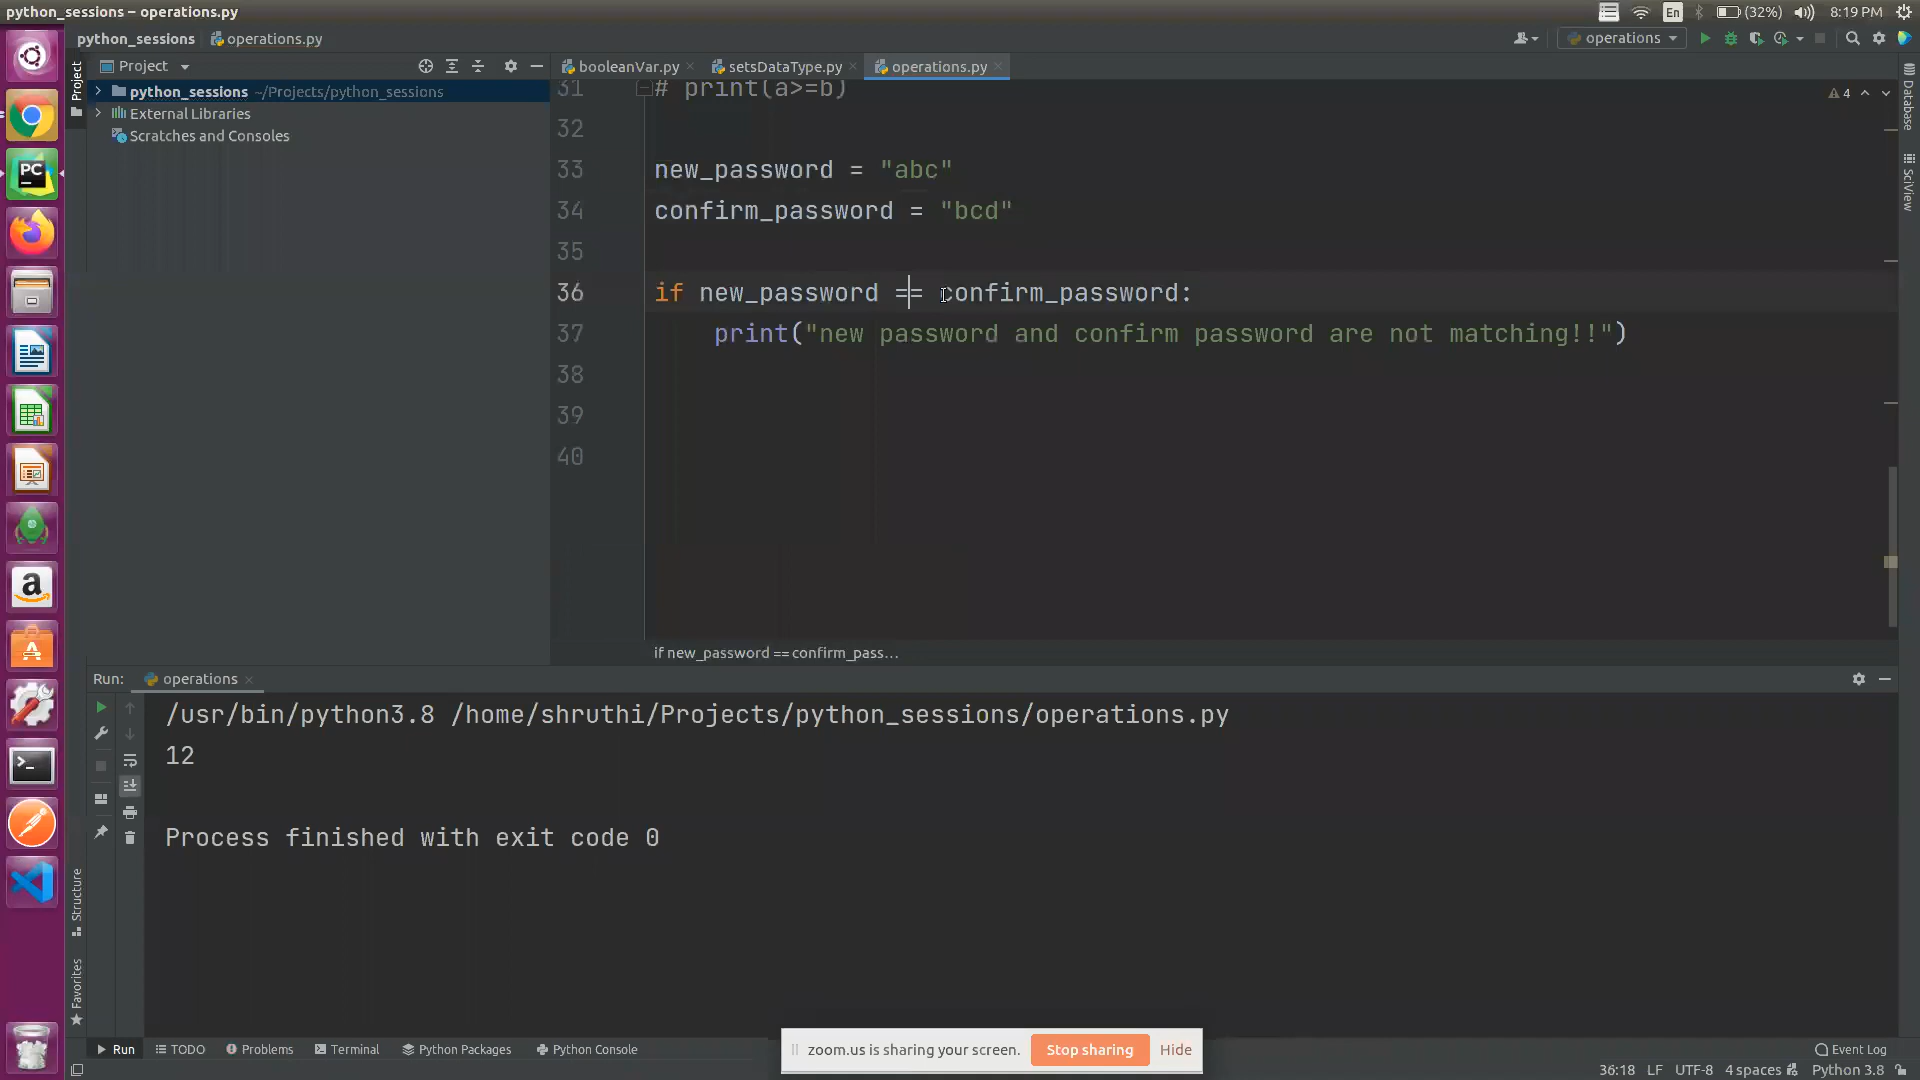 python_sessions – operations.py
En (32%) 8:19 PM
python_sessions operations.py
operations
Project
booleanVar.py setsDataType.py operations.py
Project
python_sessions ~/Projects/python_sessions
External Libraries
Scratches and Consoles
4
Database
SciView
31 # print(a>=b)
32
33 new_password = "abc"
34 confirm_password = "bcd"
35
36 if new_password == confirm_password:
37 print("new password and confirm password are not matching!!")
38
39
40
if new_password == confirm_pass...
Run: operations
/usr/bin/python3.8 /home/shruthi/Projects/python_sessions/operations.py
12
Process finished with exit code 0
Structure
Favorites
PC
a
A
Run TODO Problems Terminal Python Packages Python Console
zoom.us is sharing your screen. Stop sharing Hide
Event Log
36:18 LF UTF-8 4 spaces Python 3.8